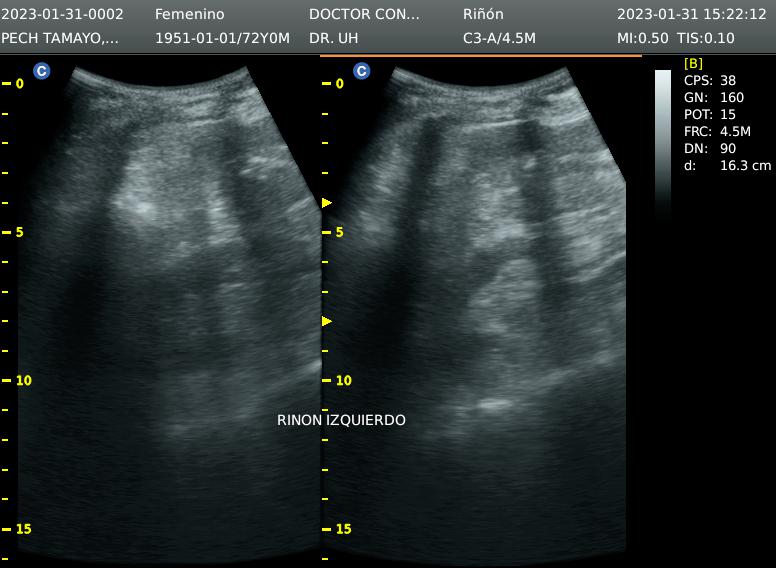 2023-01-31-0002 Femenino DOCTOR CON... Riñón 2023-01-31 15:22:12
PECH TAMAYO,... 1951-01-01/72Y0M DR. UH C3-A/4.5M MI:0.50 TIS:0.10
C
C
[B]
CPS: 38
GN: 160
POT: 15
FRC: 4.5M
DN: 90
d: 16.3 cm
0
0
5
5
10
10
RINON IZQUIERDO
15
15